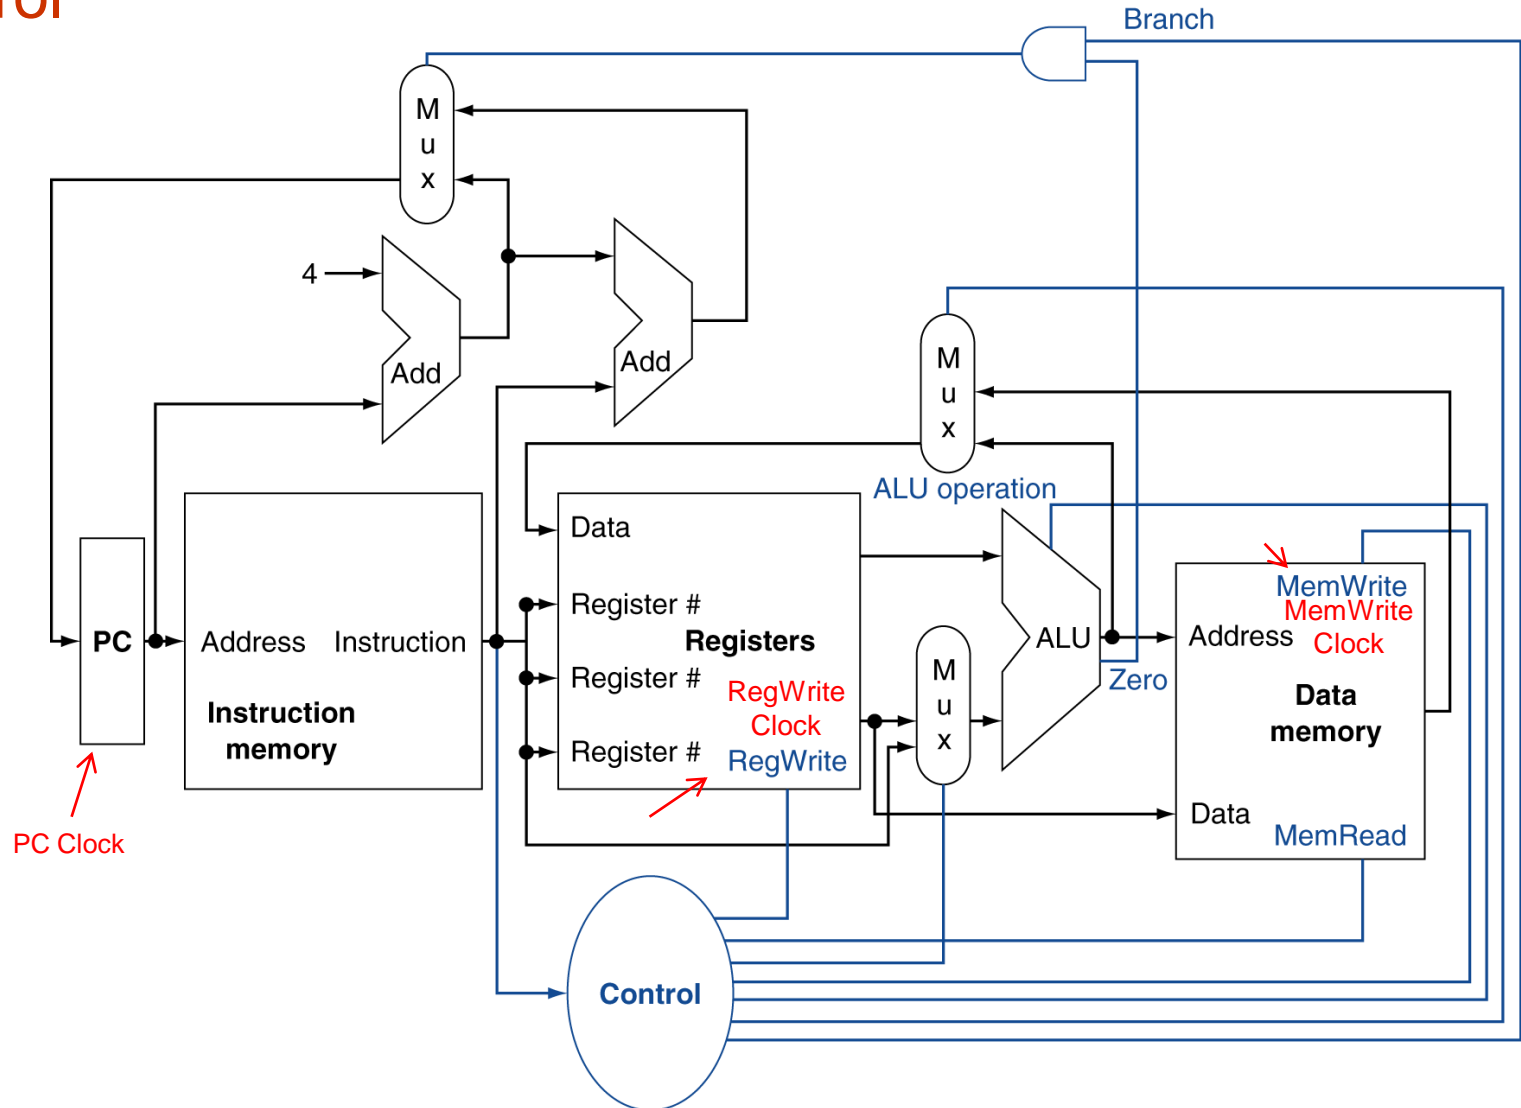 Branch
M
u
x
4
Add
Add
M
u
x
ALU operation
Data
Register #
Registers
Register #
Register #
RegWrite
Clock
RegWrite
PC
Address Instruction
Instruction
memory
PC Clock
M
u
x
ALU
Zero
MemWrite
MemWrite
Clock
Address
Data
memory
Data
MemRead
Control